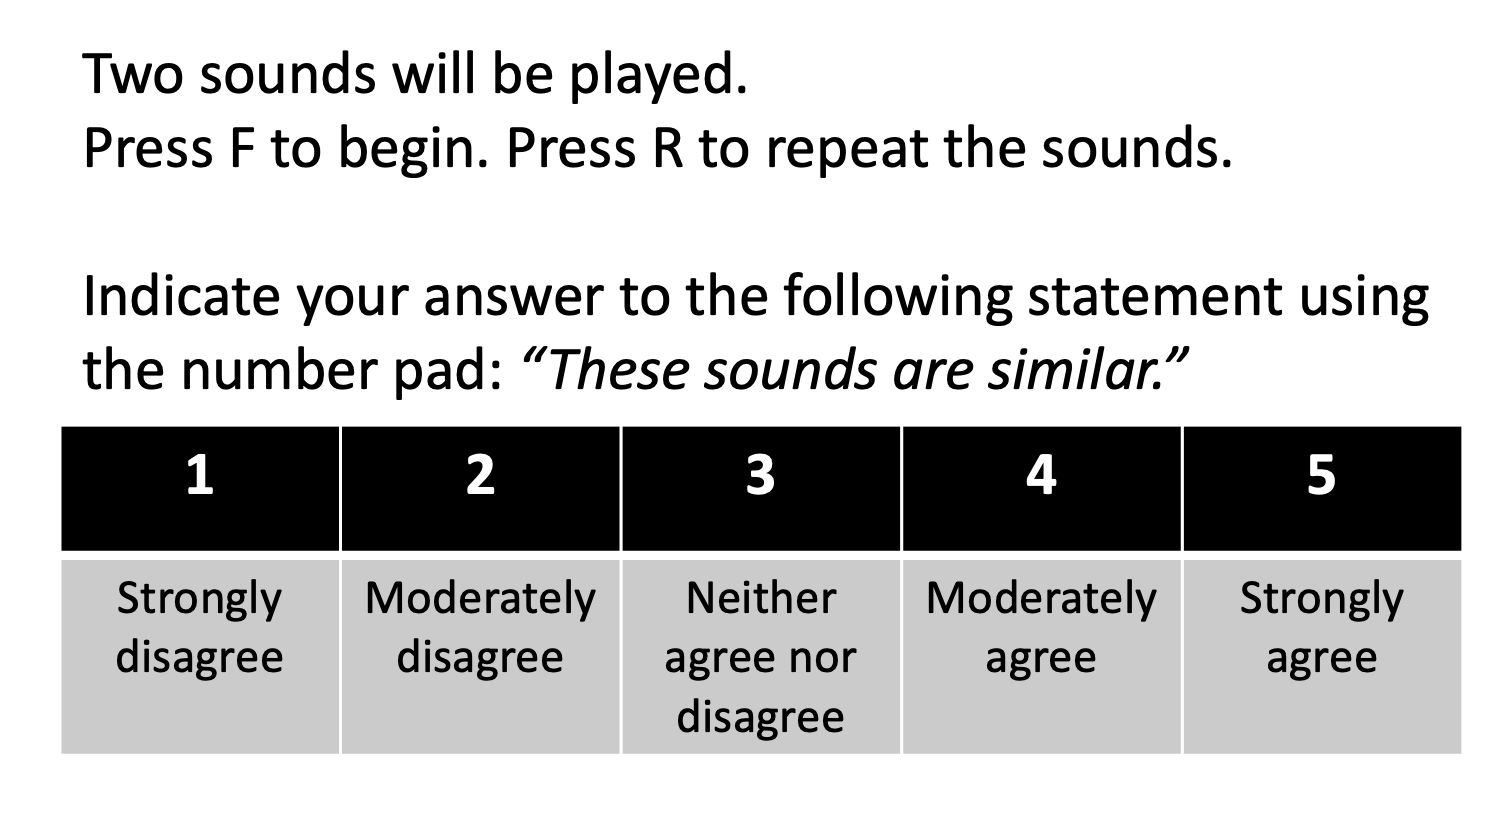 Two sounds will be played.
Press F to begin. Press R to repeat the sounds.
Indicate your answer to the following statement using
the number pad: “These sounds are similar.”
1 2 3 4 5
Strongly disagree Moderately disagree Neither agree nor disagree Moderately agree Strongly agree